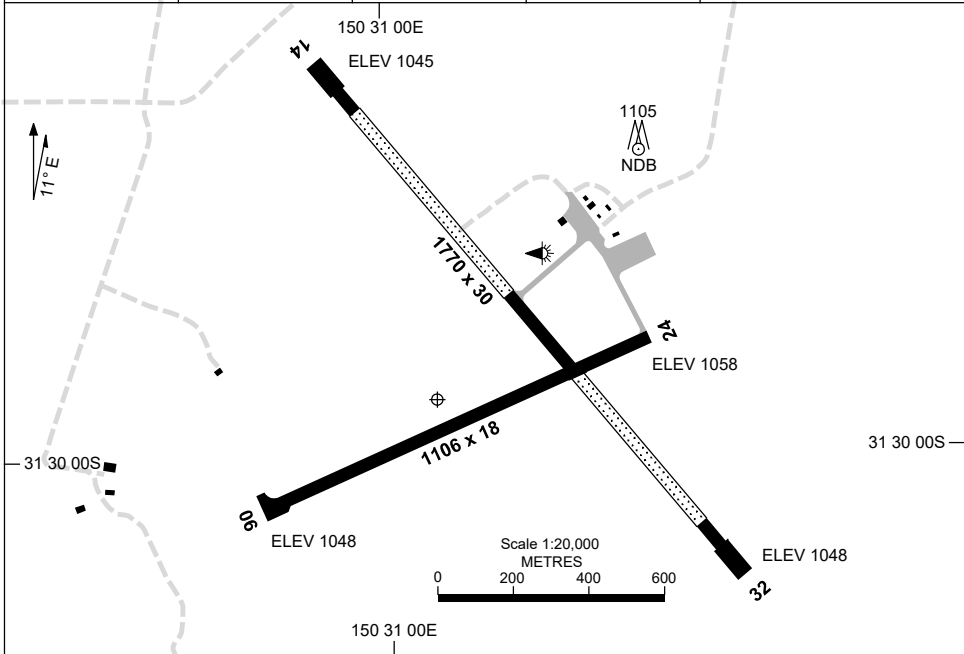 150 31 00E
14
ELEV 1045
1105
NDB
11° E
1770 x 30
24
ELEV 1058
1106 x 18
31 30 00S
31 30 00S
06
ELEV 1048
Scale 1:20,000
METRES
0 200 400 600
ELEV 1048
32
150 31 00E